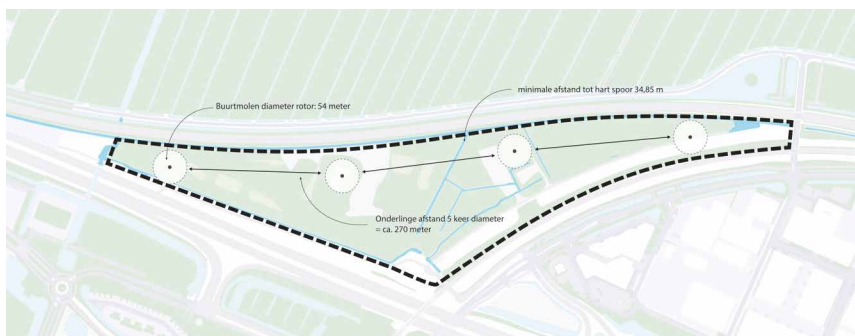 minimale afstand tot hart spoor 34,85 m
Buurtmolen diameter rotor: 54 meter
Onderlinge afstand 5 keer diameter
= ca. 270 meter